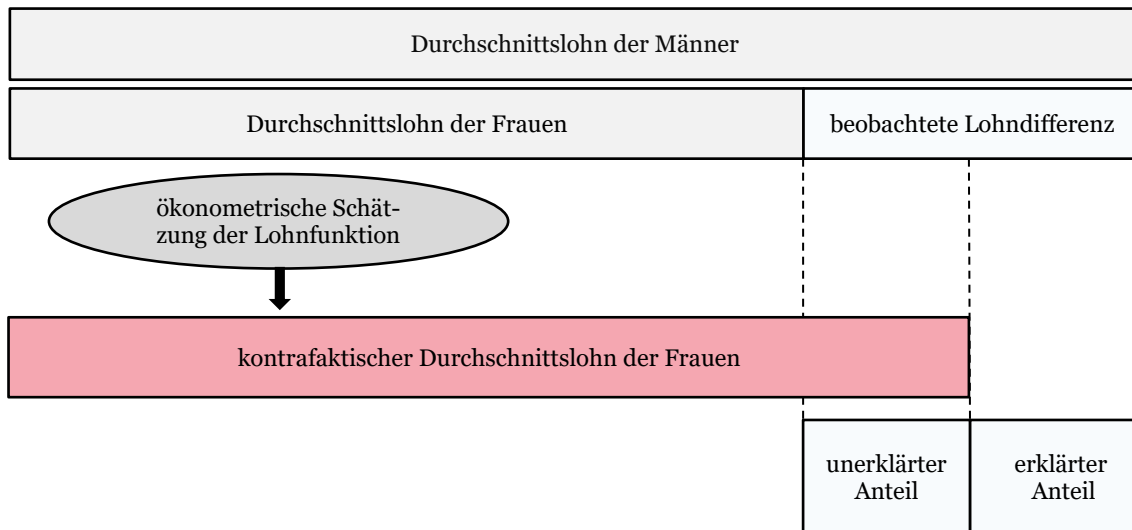 Durchschnittslohn der Männer
Durchschnittslohn der Frauen
beobachtete Lohndifferenz
ökonometrische Schät-
zung der Lohnfunktion
kontrafaktischer Durchschnittslohn der Frauen
unerklärter
Anteil
erklärter
Anteil